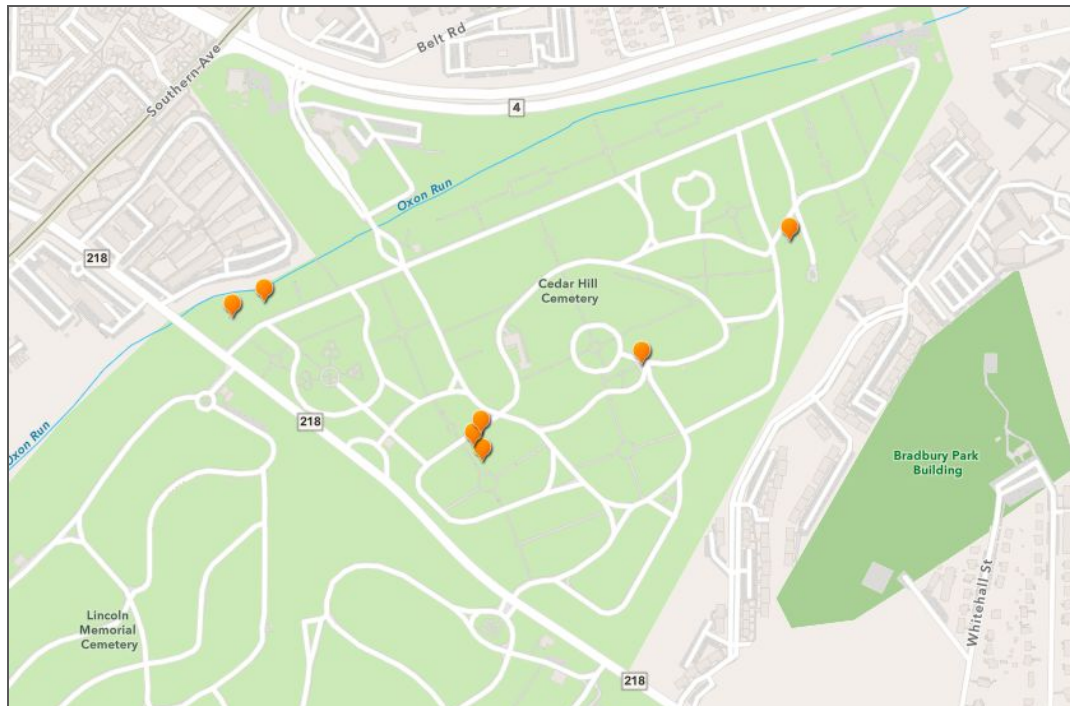 Belt Rd
Southern Ave
4
Oxon Run
218
Cedar Hill
Cemetery
218
Oxon Run
Bradbury Park
Building
Whitehall St
Lincoln
Memorial
Cemetery
218